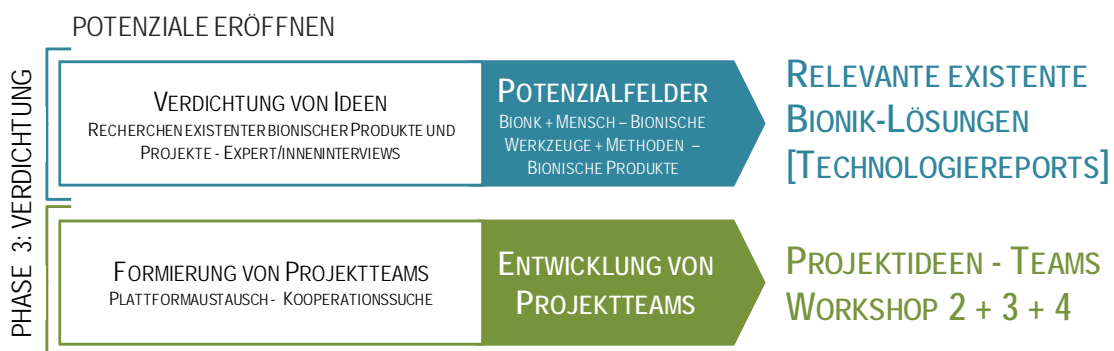 POTENZIALE ERÖFFNEN
PHASE 3: VERDICHTUNG
VERDICHTUNG VON IDEEN
RECHERCHEN EXISTENTER BIONISCHER PRODUKTE UND
PROJEKTE - EXPERT/INNENINTERVIEWS
POTENZIALFELDER
BIONK + MENSCH – BIONISCHE
WERKZEUGE + METHODEN –
BIONISCHE PRODUKTE
RELEVANTE EXISTENTE
BIONIK-LÖSUNGEN
[TECHNOLOGIEREPORTS]
FORMIERUNG VON PROJEKTTEAMS
PLATTFORMAUSTAUSCH - KOOPERATIONSSUCHE
ENTWICKLUNG VON
PROJEKTTEAMS
PROJEKTIDEEN - TEAMS
WORKSHOP 2 + 3 + 4